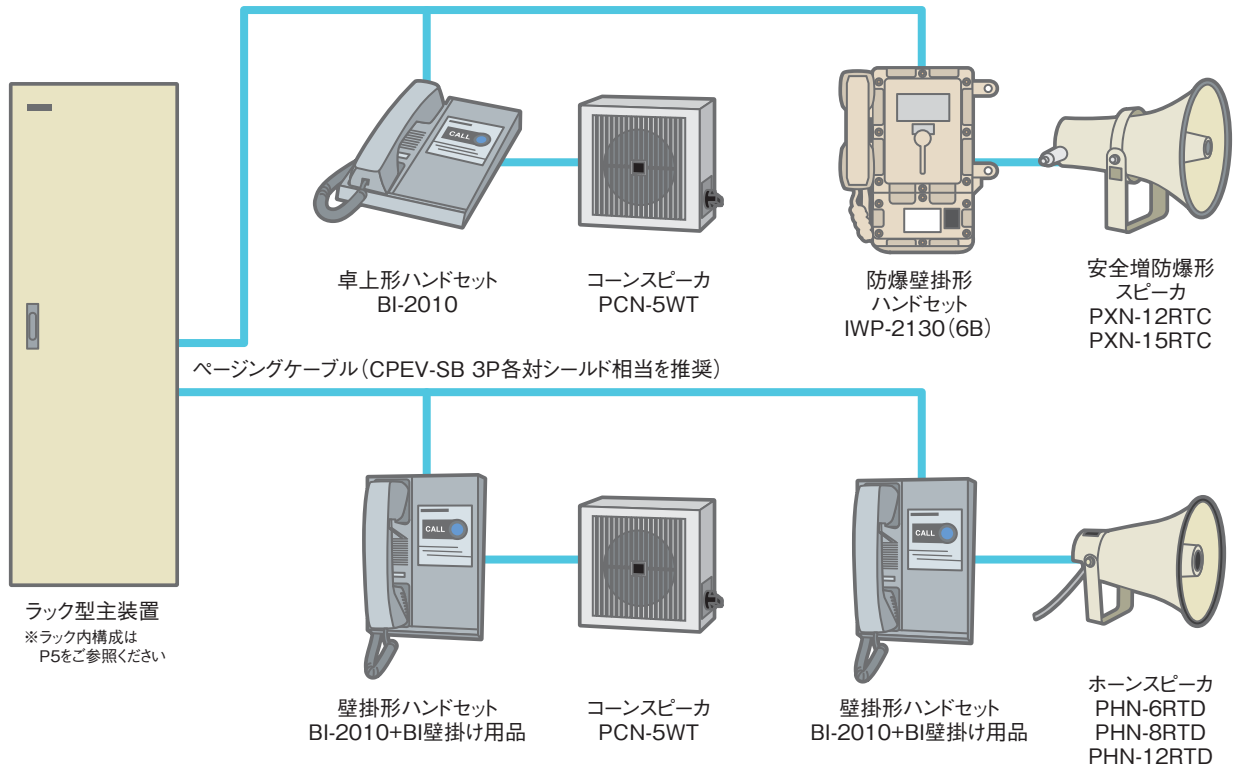 CALL
卓上形ハンドセット
BI-2010
コーンスピーカ
PCN-5WT
防爆壁掛形
ハンドセット
IWP-2130（6B）
安全増防爆形
スピーカ
PXN-12RTC
PXN-15RTC
ページングケーブル（CPEV-SB 3P各対シールド相当を推奨）
ラック型主装置
※ラック内構成は
P5をご参照ください
CALL
壁掛形ハンドセット
BI-2010+BI壁掛け用品
コーンスピーカ
PCN-5WT
CALL
壁掛形ハンドセット
BI-2010+BI壁掛け用品
ホーンスピーカ
PHN-6RTD
PHN-8RTD
PHN-12RTD